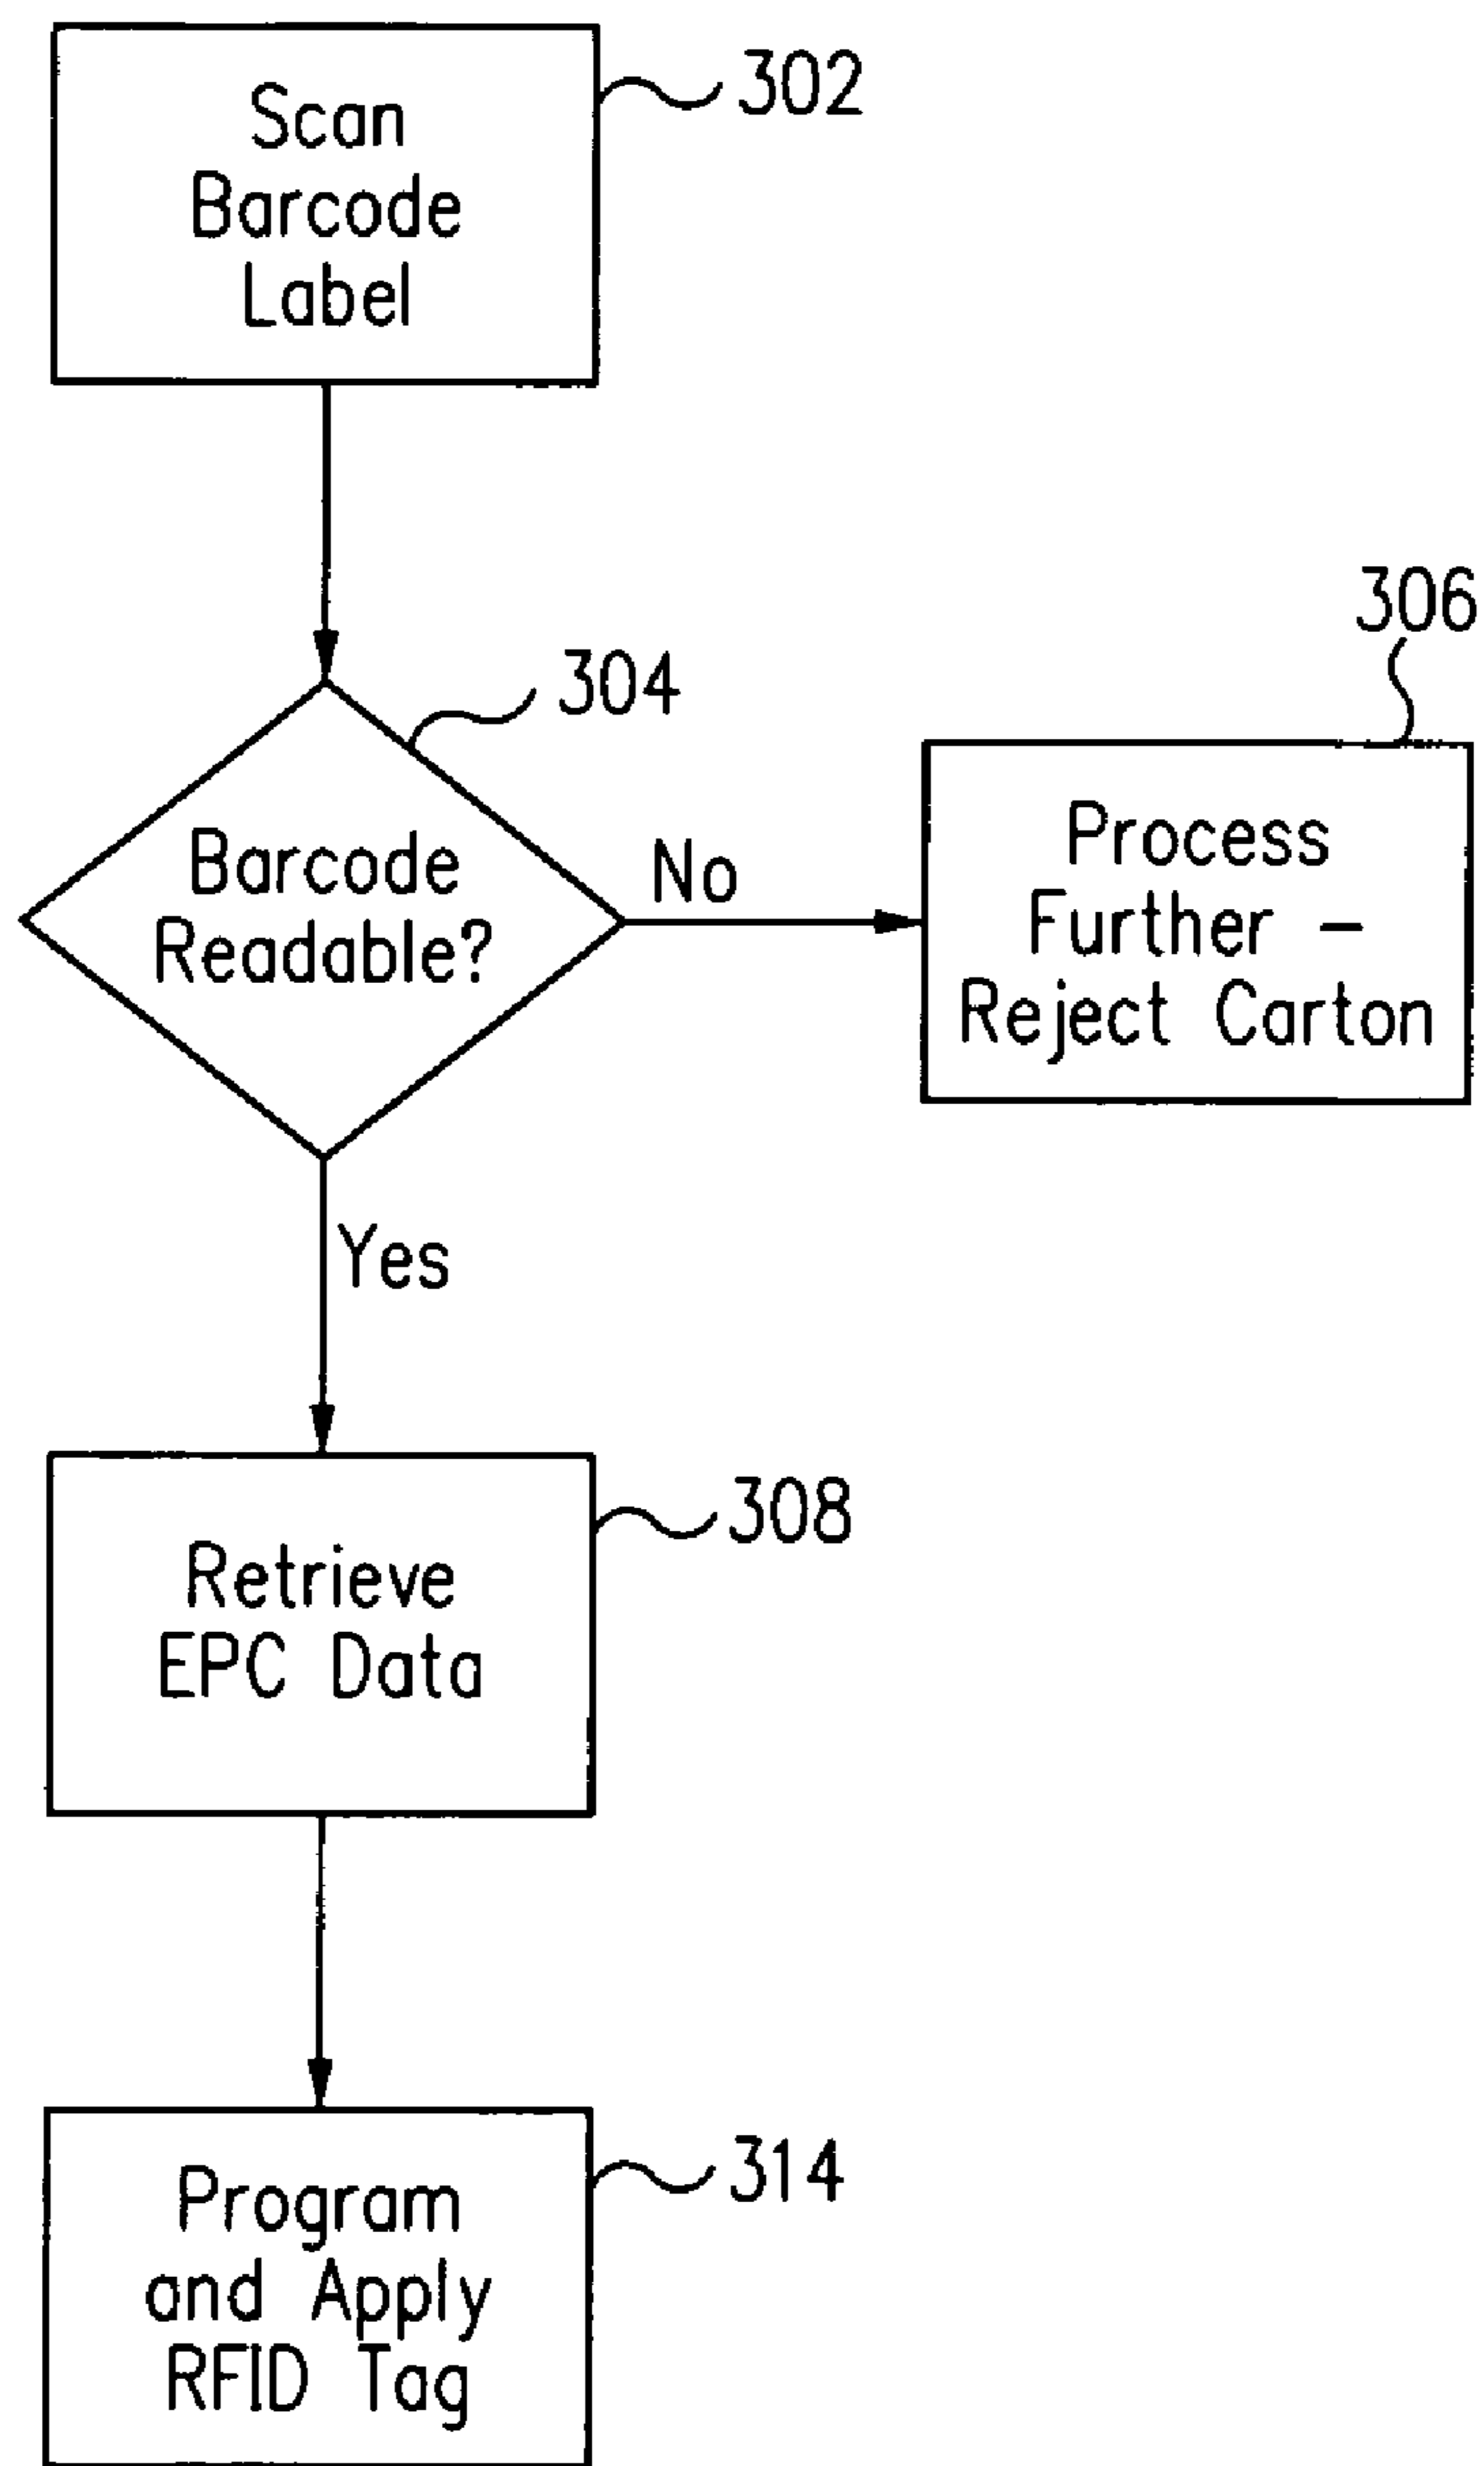 Scan
Barcode
Label
302
304
Barcode
Readable?
No
306
Process
Further –
Reject Carton
Yes
308
Retrieve
EPC Data
314
Program
and Apply
RFID Tag